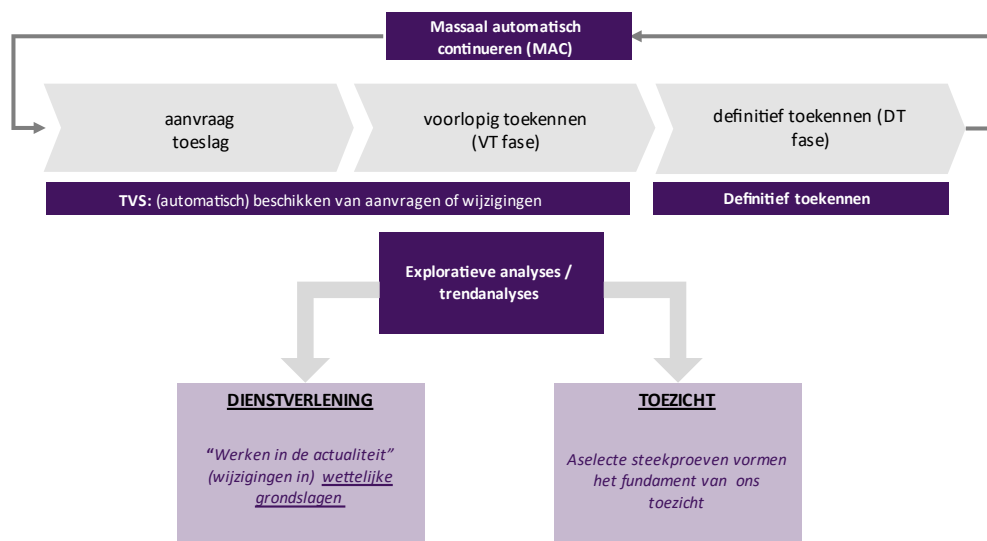 Massaal automatisch
continueren (MAC)
aanvraag
toeslag
voorlopig toekennen
(VT fase)
definitief toekennen (DT
fase)
TVS: (automatisch) beschikken van aanvragen of wijzigingen
Definitief toekennen
Exploratieve analyses /
trendanalyses
DIENSTVERLENING
“Werken in de actualiteit”
(wijzigingen in) wettelijke
grondslagen
TOEZICHT
Aselecte steekproeven vormen
het fundament van ons
toezicht